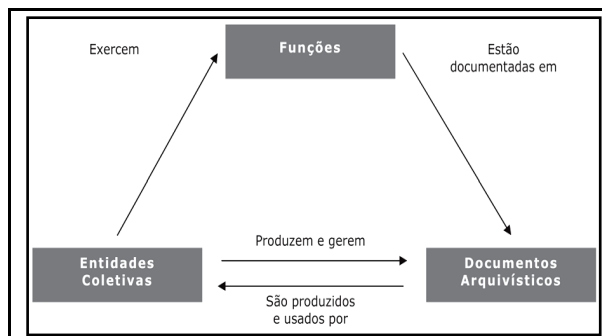 Exercem
Funções
Estão
documentadas em
Produzem e gerem
Entidades
Coletivas
Documentos
Arquivísticos
São produzidos
e usados por